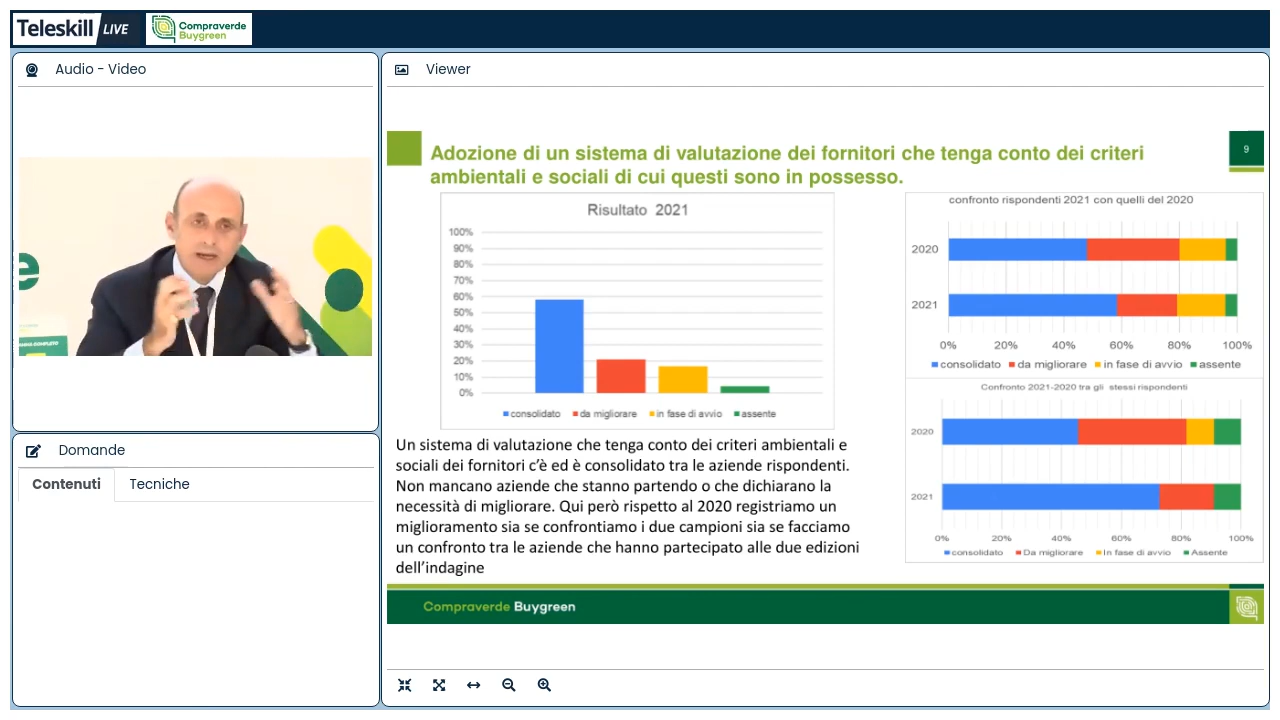 Teleskill LIVE
Compraverde
Buygreen
Audio - Video
Viewer
Adozione di un sistema di valutazione dei fornitori che tenga conto dei criteri
ambientali e sociali di cui questi sono in possesso.
9
Risultato 2021
100%
90%
80%
70%
60%
50%
40%
30%
20%
10%
0%
consolidato da migliorare in fase di avvio assente
confronto rispondenti 2021 con quelli del 2020
2020
2021
0% 20% 40% 60% 80% 100%
consolidato da migliorare in fase di avvio assente
Confronto 2021-2020 tra gli stessi rispondenti
2020
2021
0% 20% 40% 60% 80% 100%
consolidato Da migliorare In fase di avvio Assente
Un sistema di valutazione che tenga conto dei criteri ambientali e
sociali dei fornitori c'è ed è consolidato tra le aziende rispondenti.
Non mancano aziende che stanno partendo o che dichiarano la
necessità di migliorare. Qui però rispetto al 2020 registriamo un
miglioramento sia se confrontiamo i due campioni sia se facciamo
un confronto tra le aziende che hanno partecipato alle due edizioni
dell'indagine
Compraverde Buygreen
Domande
Contenuti Tecniche